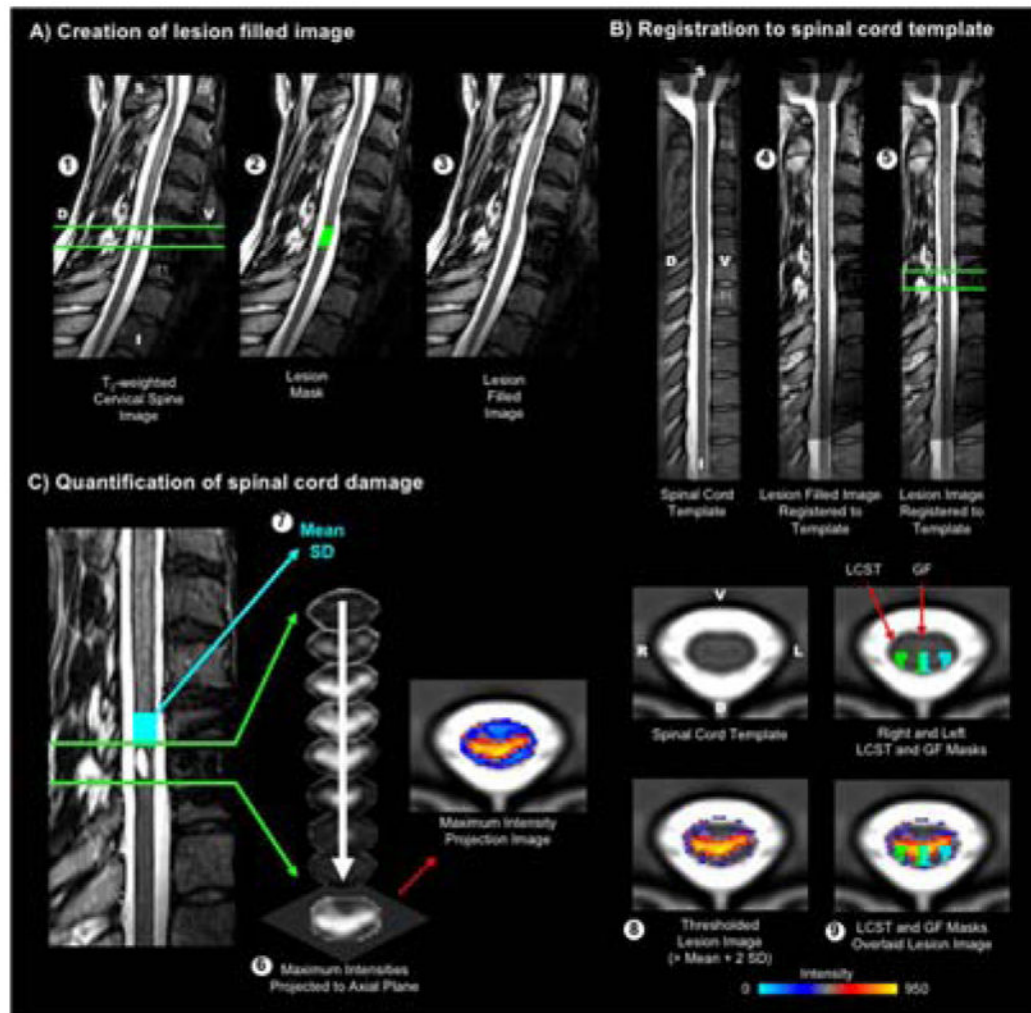 A) Creation of lesion filled image
S
1
2
3
D
V
I
T2-weighted
Cervical Spine
Image
Lesion
Mask
Lesion
Filled
Image
B) Registration to spinal cord template
S
4
5
D
V
I
Spinal Cord
Template
Lesion Filled Image
Registered to
Template
Lesion Image
Registered to
Template
C) Quantification of spinal cord damage
7
Mean
SD
6
Maximum Intensities
Projected to Axial Plane
Maximum Intensity
Projection Image
LCST
GF
V
R
L
D
Spinal Cord Template
Right and Left
LCST and GF Masks
8
Thresholded
Lesion Image
(> Mean + 2 SD)
9
LCST and GF Masks
Overlaid Lesion Image
Intensity
0
950